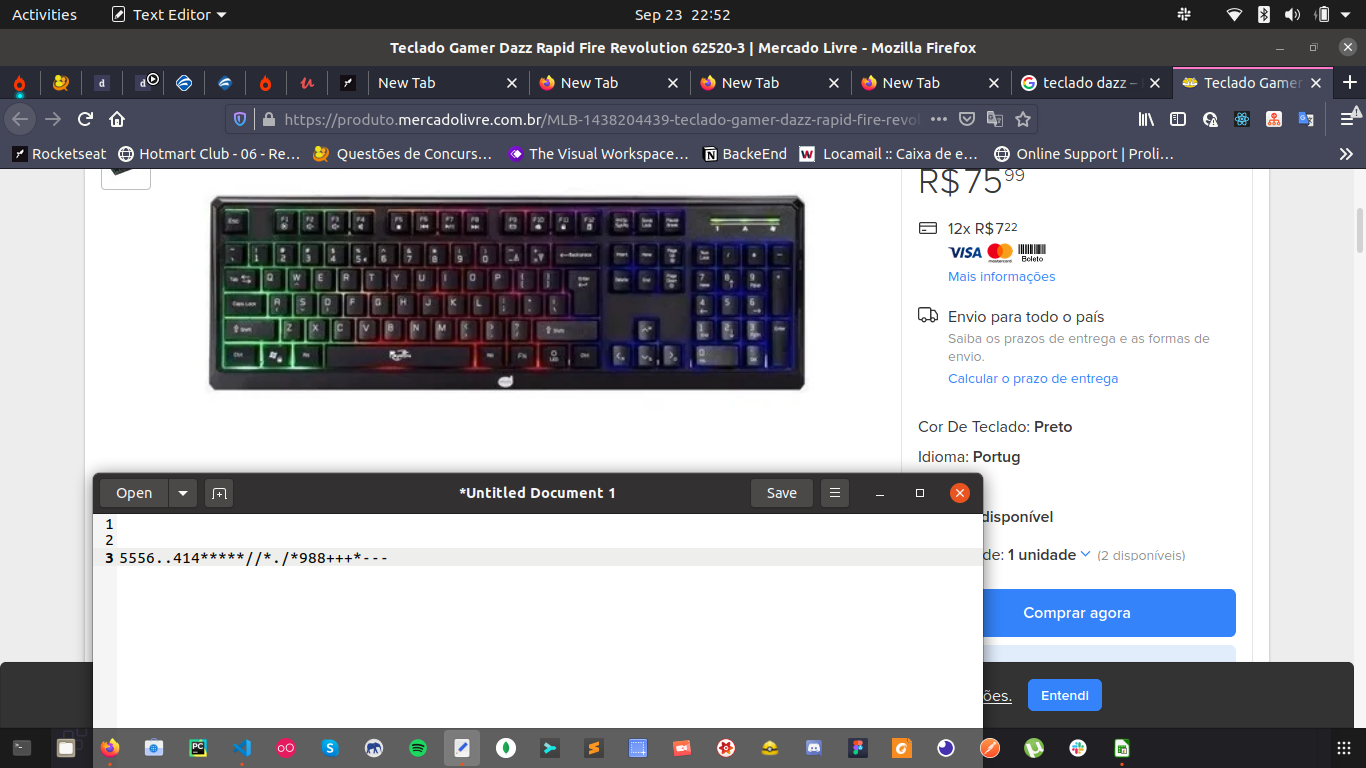 Activities
Text Editor
Sep 23 22:52
Teclado Gamer Dazz Rapid Fire Revolution 62520-3 | Mercado Livre - Mozilla Firefox
New Tab
New Tab
New Tab
New Tab
teclado dazz –
Teclado Gamer
https://produto.mercadolivre.com.br/MLB-1438204439-teclado-gamer-dazz-rapid-fire-revol
Rocketseat
Hotmart Club - 06 - Re…
Questões de Concurs…
The Visual Workspace…
BackeEnd
Locamail :: Caixa de e…
Online Support | Proli…
R$ 75 99
12x R$ 7 22
VISA mastercard Boleto
Mais informações
Envio para todo o país
Saiba os prazos de entrega e as formas de
envio.
Calcular o prazo de entrega
Cor De Teclado: Preto
Idioma: Portug
disponível
de: 1 unidade (2 disponíveis)
Comprar agora
ões.
Entendi
Open
*Untitled Document 1
Save
1
2
3 5556..414*****//*./*988+++*---